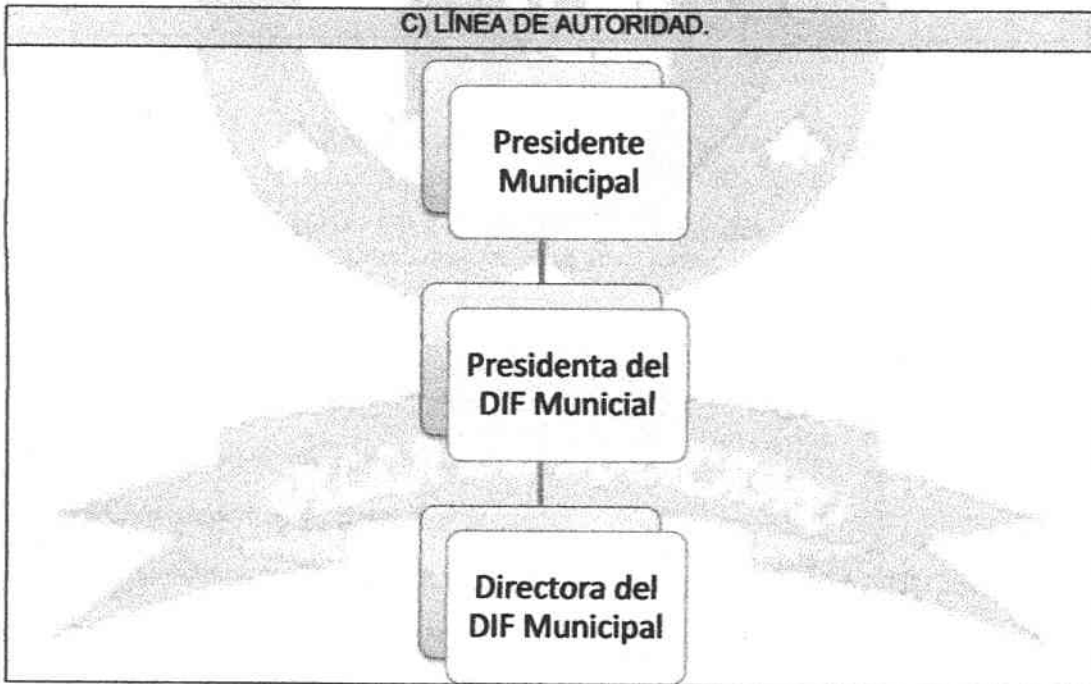 C) LÍNEA DE AUTORIDAD.
Presidente
Municipal
Presidenta del
DIF Municial
Directora del
DIF Municipal